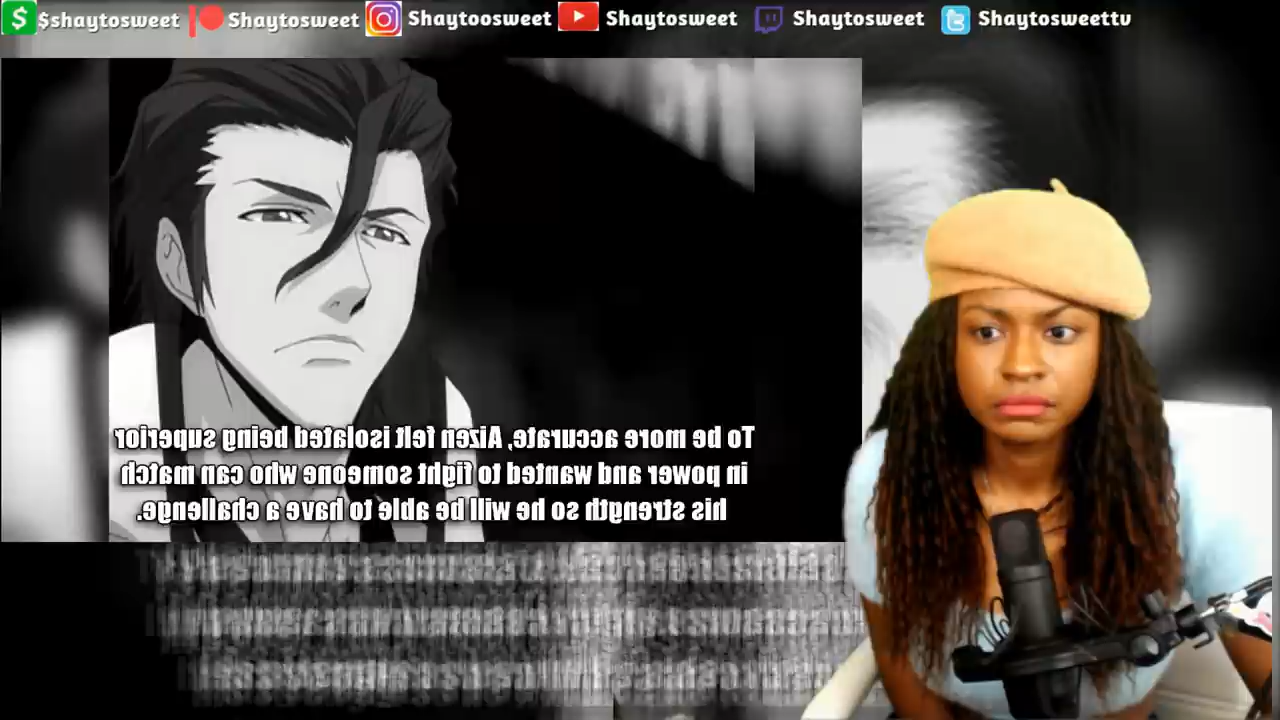 $shaytosweet Shaytosweet Shaytoosweet Shaytosweet Shaytosweet Shaytosweettv
To be more accurate, Aizen felt isolated being superior
in power and wanted to fight someone who can match
his strength so he will be able to have a challenge.